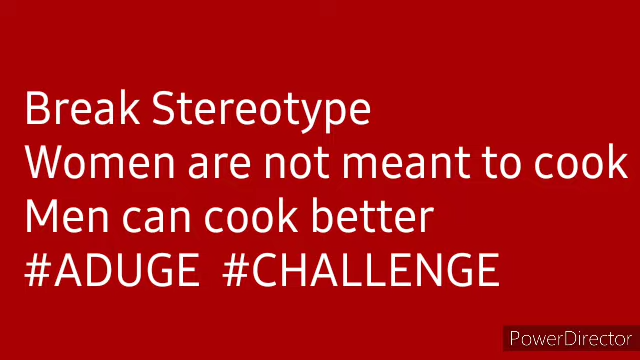 Break Stereotype
Women are not meant to cook
Men can cook better
#ADUGE #CHALLENGE
PowerDirector